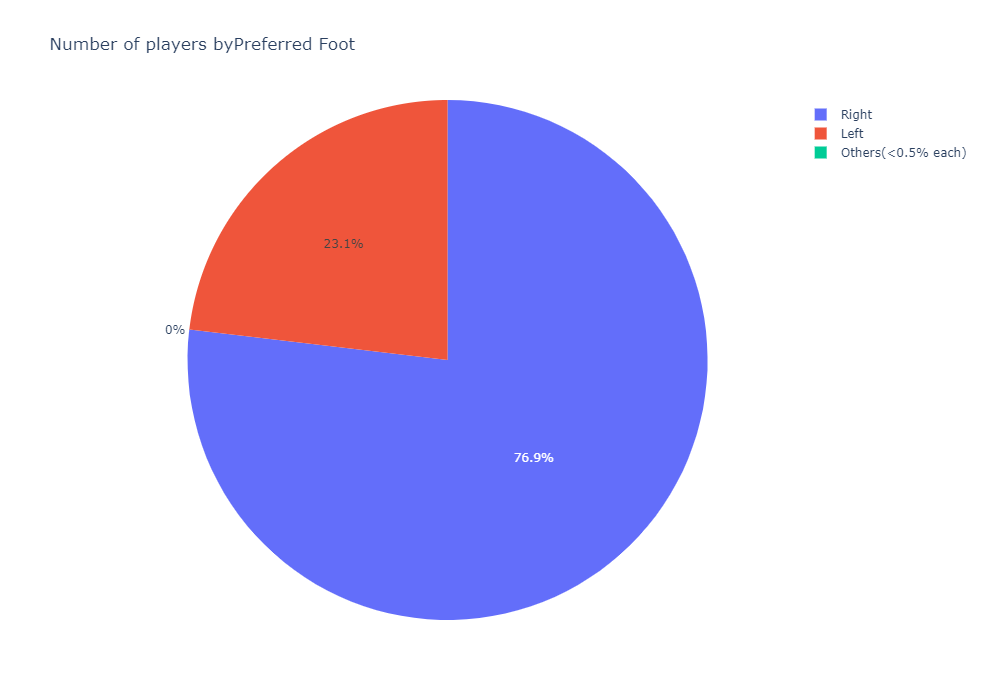 Number of players byPreferred Foot
Right
Left
Others(<0.5% each)
23.1%
0%
76.9%